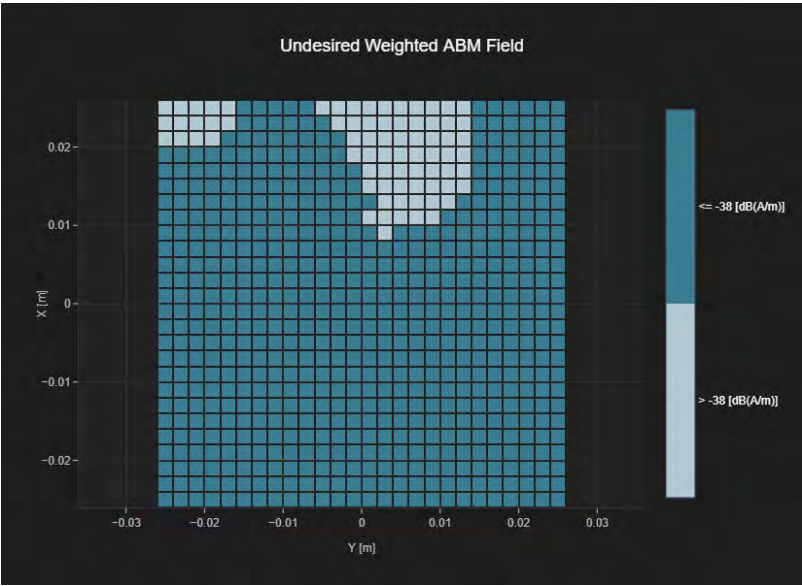 Undesired Weighted ABM Field
0.02
0.01
0
−0.01
−0.02
X [m]
−0.03
−0.02
−0.01
0
0.01
0.02
0.03
Y [m]
<= -38 [dB(A/m)]
> -38 [dB(A/m)]